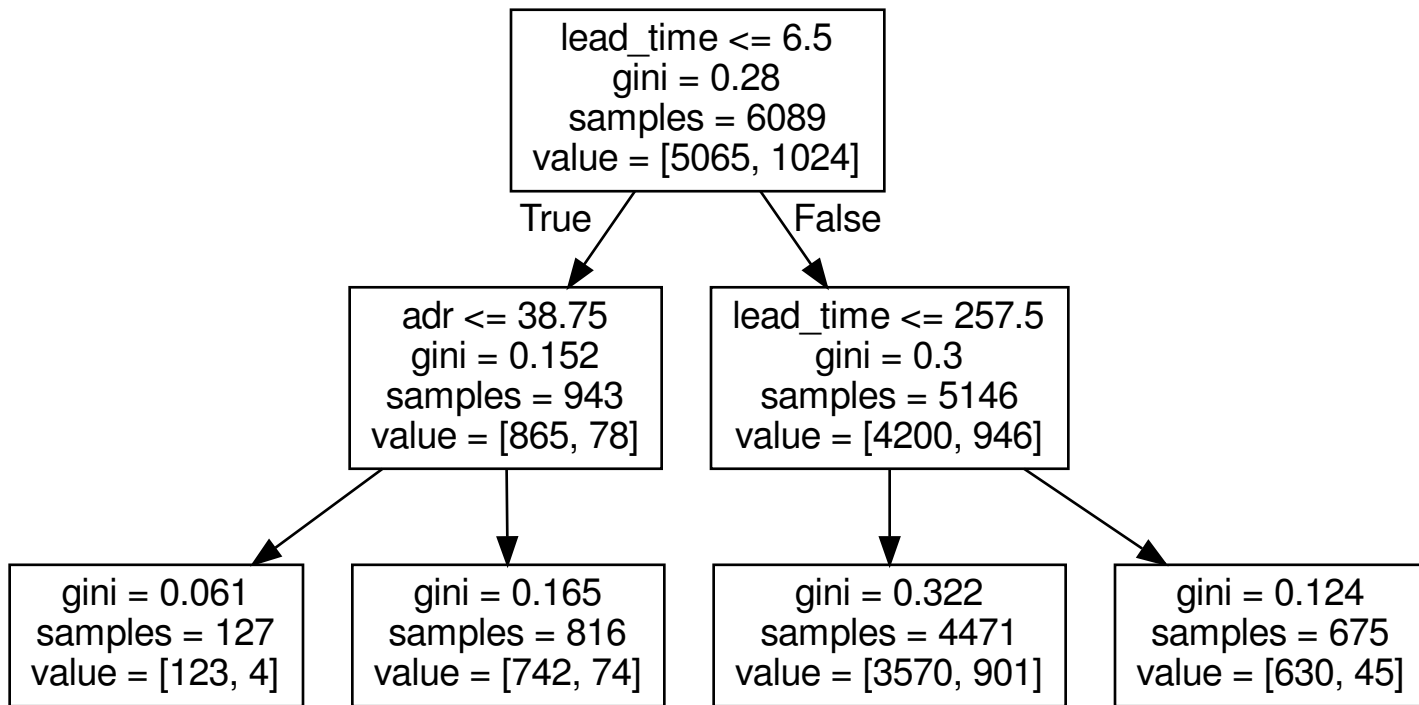 lead_time <= 6.5
gini = 0.28
samples = 6089
value = [5065, 1024]
True
False
adr <= 38.75
gini = 0.152
samples = 943
value = [865, 78]
lead_time <= 257.5
gini = 0.3
samples = 5146
value = [4200, 946]
gini = 0.061
samples = 127
value = [123, 4]
gini = 0.165
samples = 816
value = [742, 74]
gini = 0.322
samples = 4471
value = [3570, 901]
gini = 0.124
samples = 675
value = [630, 45]